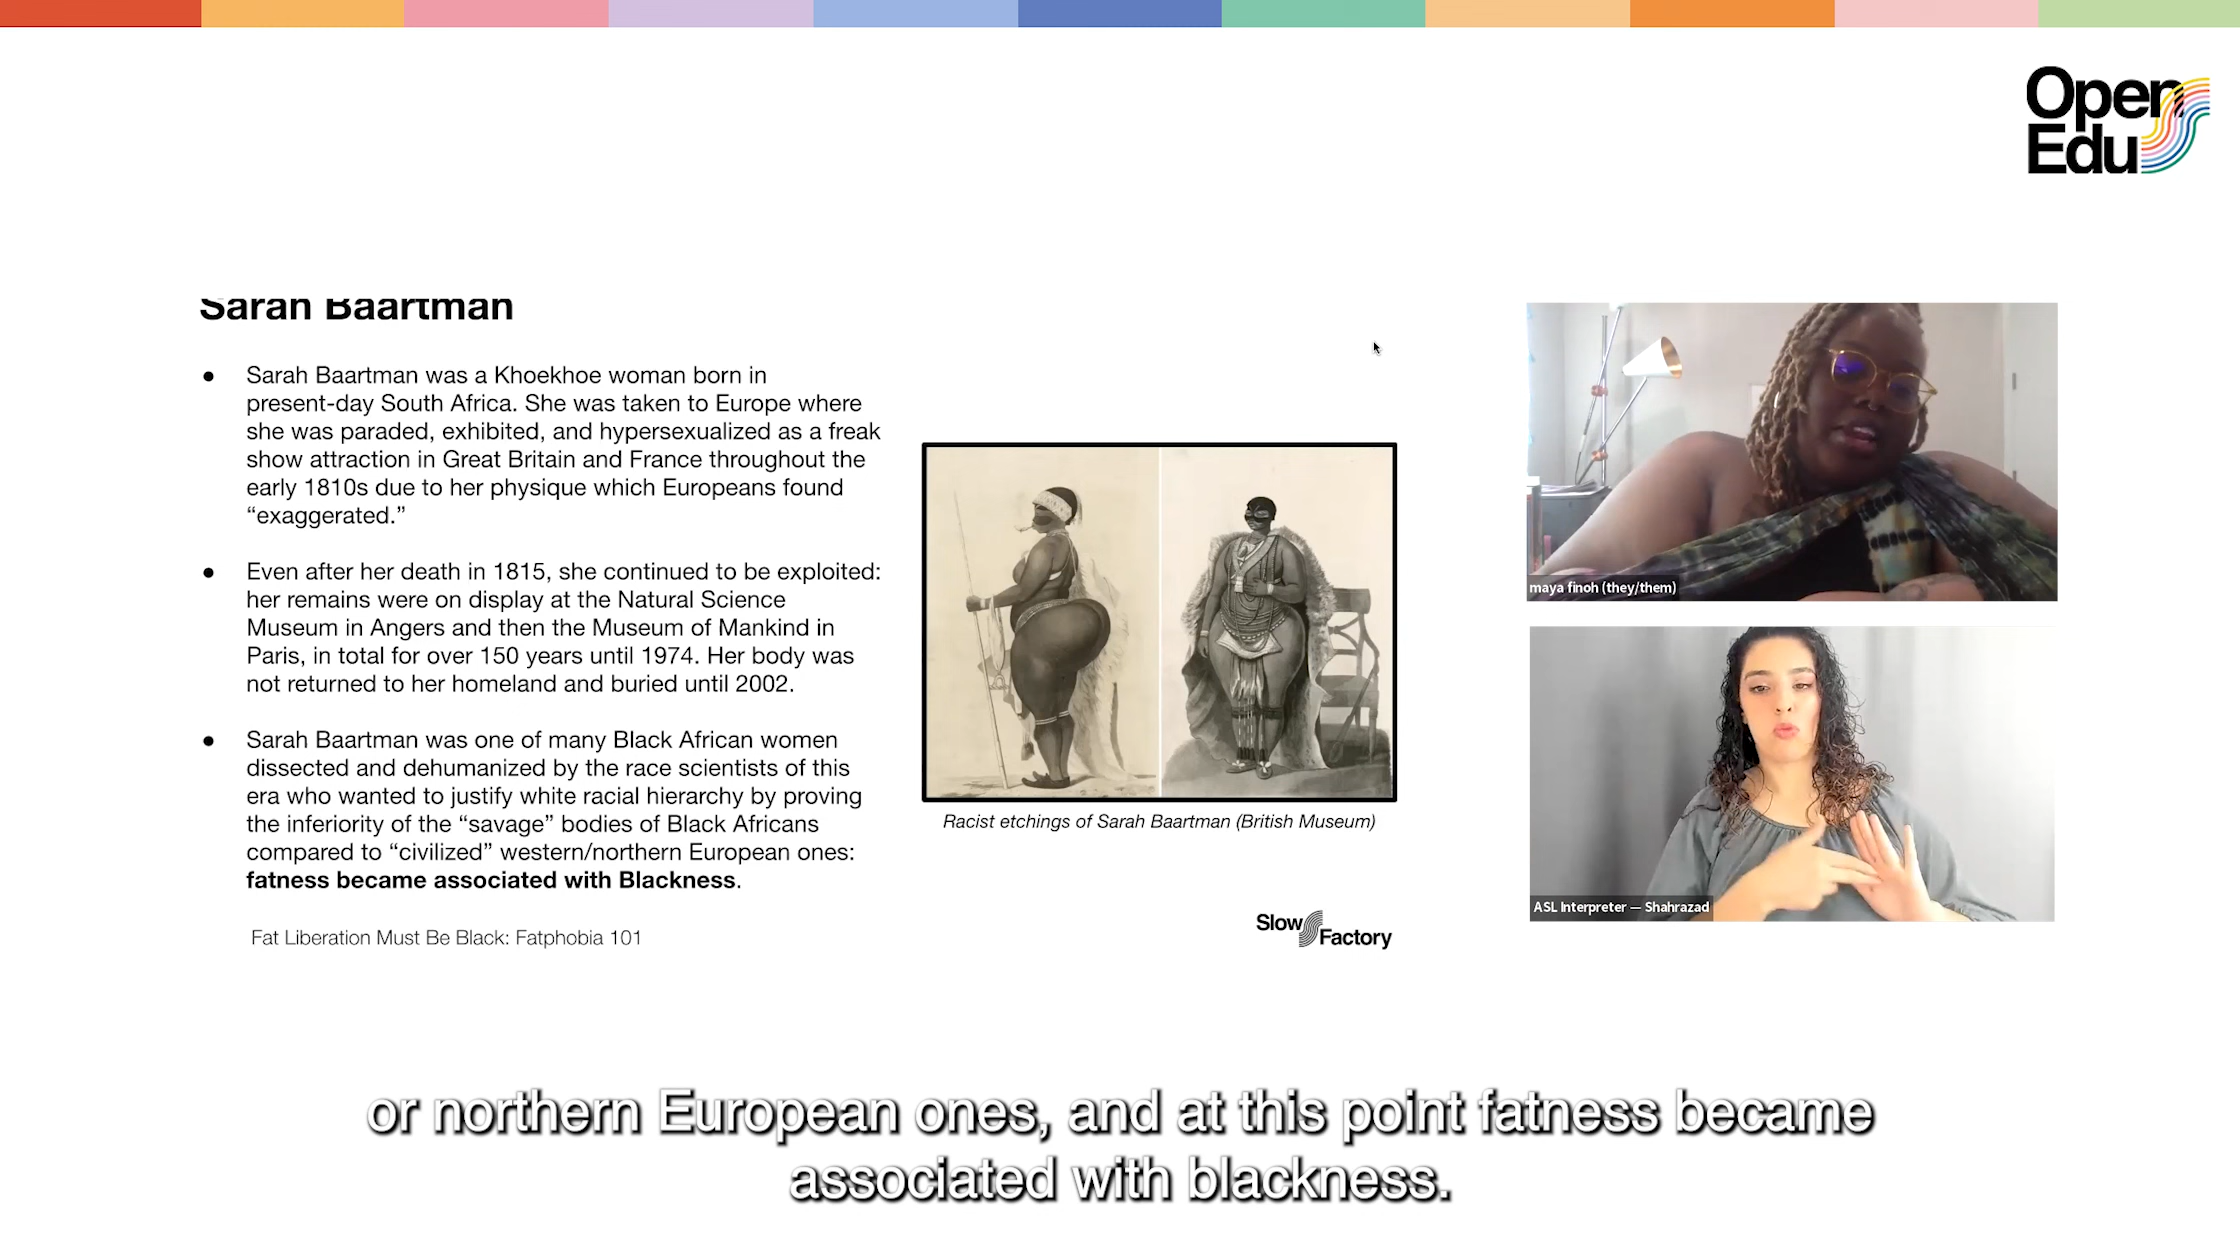 Open
Edu
Sarah Baartman
● Sarah Baartman was a Khoekhoe woman born in
present-day South Africa. She was taken to Europe where
she was paraded, exhibited, and hypersexualized as a freak
show attraction in Great Britain and France throughout the
early 1810s due to her physique which Europeans found
“exaggerated.”
● Even after her death in 1815, she continued to be exploited:
her remains were on display at the Natural Science
Museum in Angers and then the Museum of Mankind in
Paris, in total for over 150 years until 1974. Her body was
not returned to her homeland and buried until 2002.
● Sarah Baartman was one of many Black African women
dissected and dehumanized by the race scientists of this
era who wanted to justify white racial hierarchy by proving
the inferiority of the “savage” bodies of Black Africans
compared to “civilized” western/northern European ones:
fatness became associated with Blackness.
Racist etchings of Sarah Baartman (British Museum)
Fat Liberation Must Be Black: Fatphobia 101
Slow
Factory
maya finoh (they/them)
ASL Interpreter — Shahrazad
or northern European ones, and at this point fatness became
associated with blackness.